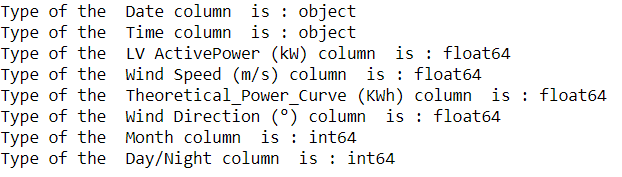 Type of the  Date column  is : object
Type of the  Time column  is : object
Type of the  LV ActivePower (kW) column  is : float64
Type of the  Wind Speed (m/s) column  is : float64
Type of the  Theoretical_Power_Curve (KWh) column  is : float64
Type of the  Wind Direction (°) column  is : float64
Type of the  Month column  is : int64
Type of the  Day/Night column  is : int64